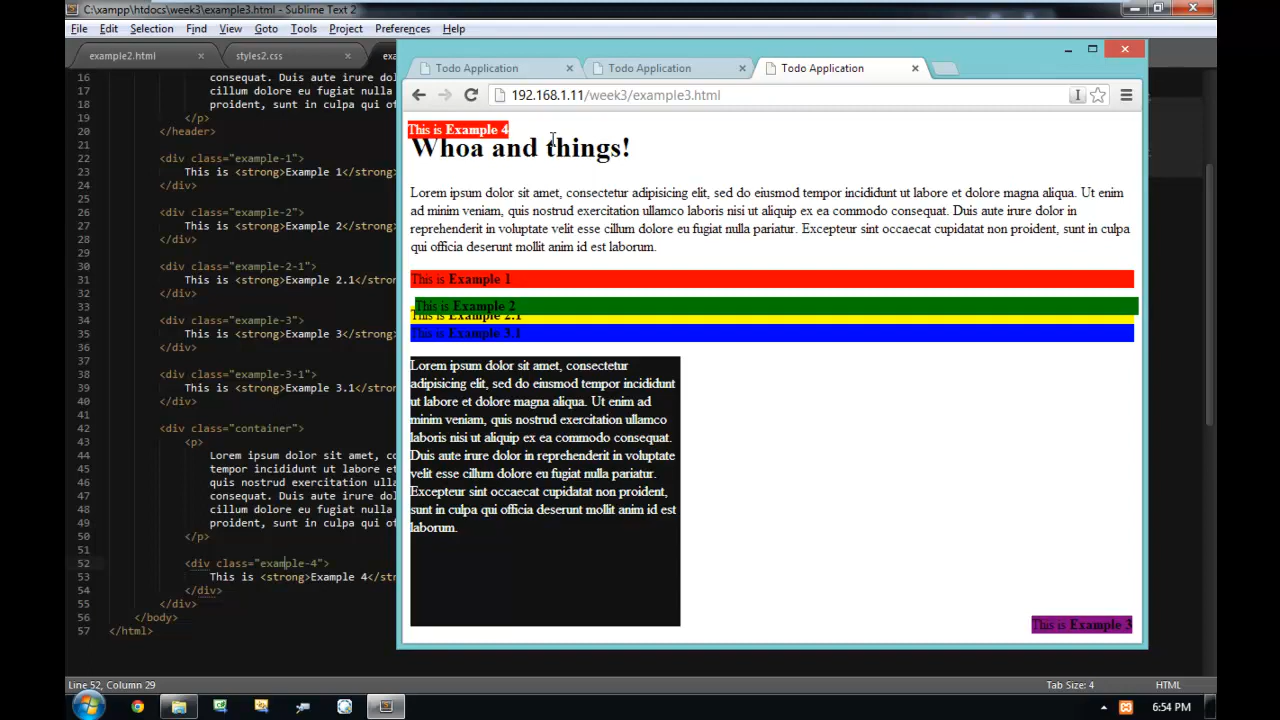 C:\xampp\htdocs\week3\example3.html - Sublime Text 2
File Edit Selection Find View Goto Tools Project Preferences Help
example2.html × styles2.css × exa
16 consequat. Duis aute irure do
17 cillum dolore eu fugiat nulla
18 proident, sunt in culpa qui of
19 </p>
20 </header>
21
22 <div class="example-1">
23 This is <strong>Example 1</strong>
24 </div>
25
26 <div class="example-2">
27 This is <strong>Example 2</strong>
28 </div>
29
30 <div class="example-2-1">
31 This is <strong>Example 2.1</stron
32 </div>
33
34 <div class="example-3">
35 This is <strong>Example 3</strong>
36 </div>
37
38 <div class="example-3-1">
39 This is <strong>Example 3.1</stron
40 </div>
41
42 <div class="container">
43 <p>
44 Lorem ipsum dolor sit amet, co
45 tempor incididunt ut labore et
46 quis nostrud exercitation ulla
47 consequat. Duis aute irure do
48 cillum dolore eu fugiat nulla
49 proident, sunt in culpa qui of
50 </p>
51
52 <div class="example-4">
53 This is <strong>Example 4</str
54 </div>
55 </div>
56 </body>
57 </html>
Todo Application × Todo Application × Todo Application ×
192.168.1.11/week3/example3.html
This is Example 4
Whoa and things!
Lorem ipsum dolor sit amet, consectetur adipisicing elit, sed do eiusmod tempor incididunt ut labore et dolore magna aliqua. Ut enim
ad minim veniam, quis nostrud exercitation ullamco laboris nisi ut aliquip ex ea commodo consequat. Duis aute irure dolor in
reprehenderit in voluptate velit esse cillum dolore eu fugiat nulla pariatur. Excepteur sint occaecat cupidatat non proident, sunt in culpa
qui officia deserunt mollit anim id est laborum.
This is Example 1
This is Example 2
This is Example 2.1
This is Example 3.1
Lorem ipsum dolor sit amet, consectetur
adipisicing elit, sed do eiusmod tempor incididunt
ut labore et dolore magna aliqua. Ut enim ad
minim veniam, quis nostrud exercitation ullamco
laboris nisi ut aliquip ex ea commodo consequat.
Duis aute irure dolor in reprehenderit in voluptate
velit esse cillum dolore eu fugiat nulla pariatur.
Excepteur sint occaecat cupidatat non proident,
sunt in culpa qui officia deserunt mollit anim id est
laborum.
This is Example 3
Line 52, Column 29 Tab Size: 4 HTML
6:54 PM